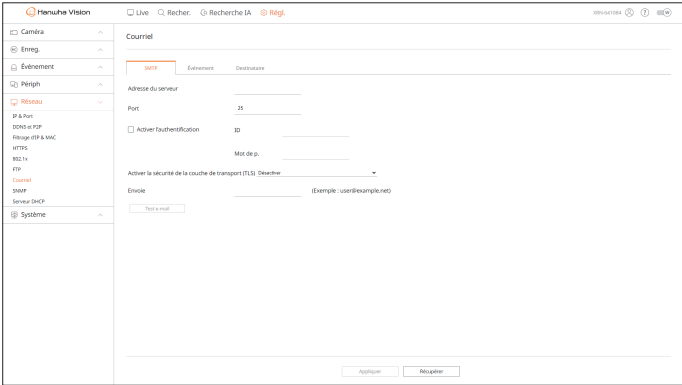 Hanwha Vision
Live Recher. Recherche IA Régl.
Caméra
Enreg.
Évènement
Périph
Réseau
IP & Port
DDNS et P2P
Filtrage d'IP & MAC
HTTPS
802.1x
FTP
Courriel
SNMP
Serveur DHCP
Système
Courriel
SMTP Évènement Destinataire
Adresse du serveur
Port 25
Activer l'authentification ID
Mot de p.
Activer la sécurité de la couche de transport (TLS) Désactiver
Envoie (Exemple : user@example.net)
Test e-mail
Appliquer Récupérer